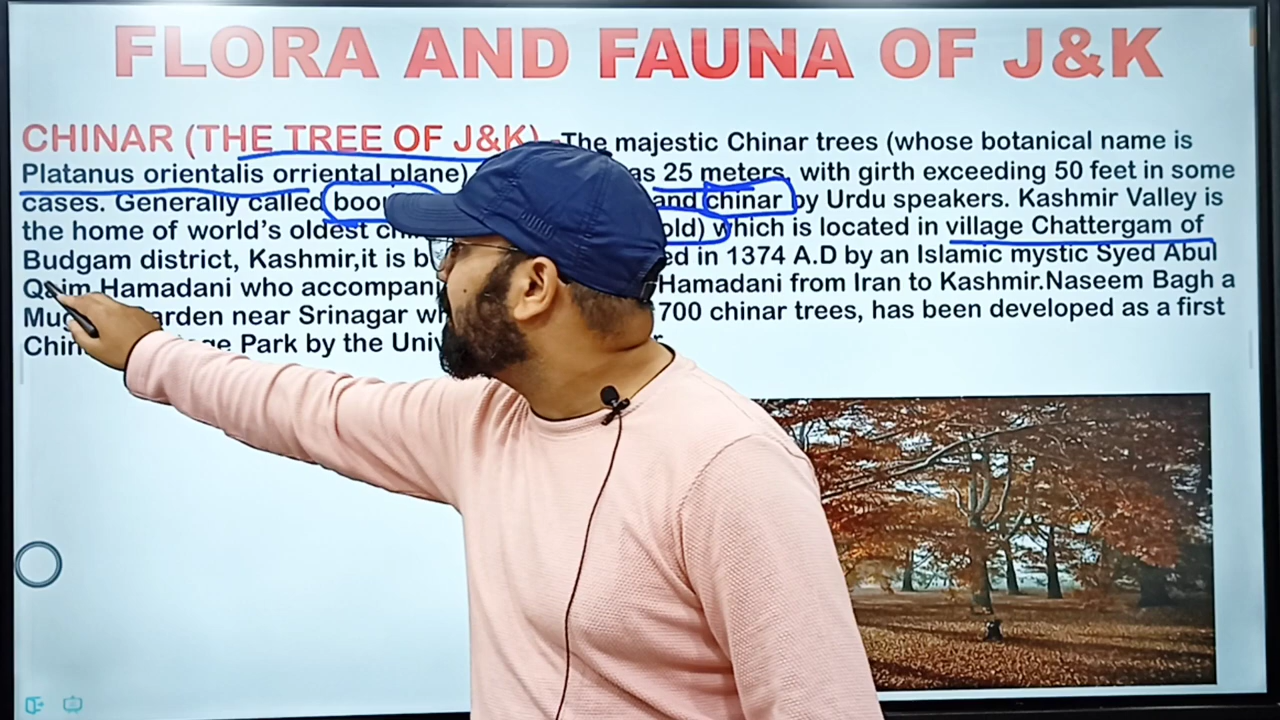 FLORA AND FAUNA OF J&K
CHINAR (THE TREE OF J&K) -The majestic Chinar trees (whose botanical name is
Platanus orientalis orriental plane) as 25 meters, with girth exceeding 50 feet in some
cases. Generally called and chinar by Urdu speakers. Kashmir Valley is
the home of world's oldest old) which is located in village Chattergam of
Budgam district, Kashmir,it is in 1374 A.D by an Islamic mystic Syed Abul
Qaim Hamadani who Hamadani from Iran to Kashmir.Naseem Bagh a
near Srinagar 700 chinar trees, has been developed as a first
Park by the